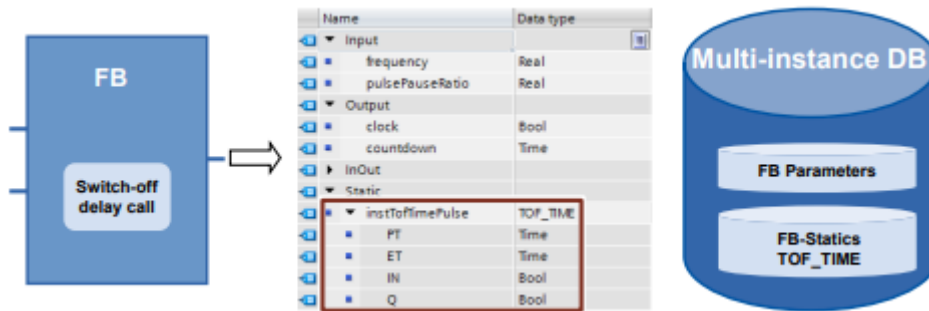 FB
Switch-off
delay call
Name Data type
Input
frequency Real
pulsePauseRatio Real
Output
clock Bool
countdown Time
InOut
Static
instTofTimePulse TOF_TIME
PT Time
ET Time
IN Bool
Q Bool
Multi-instance DB
FB Parameters
FB-Statics
TOF_TIME